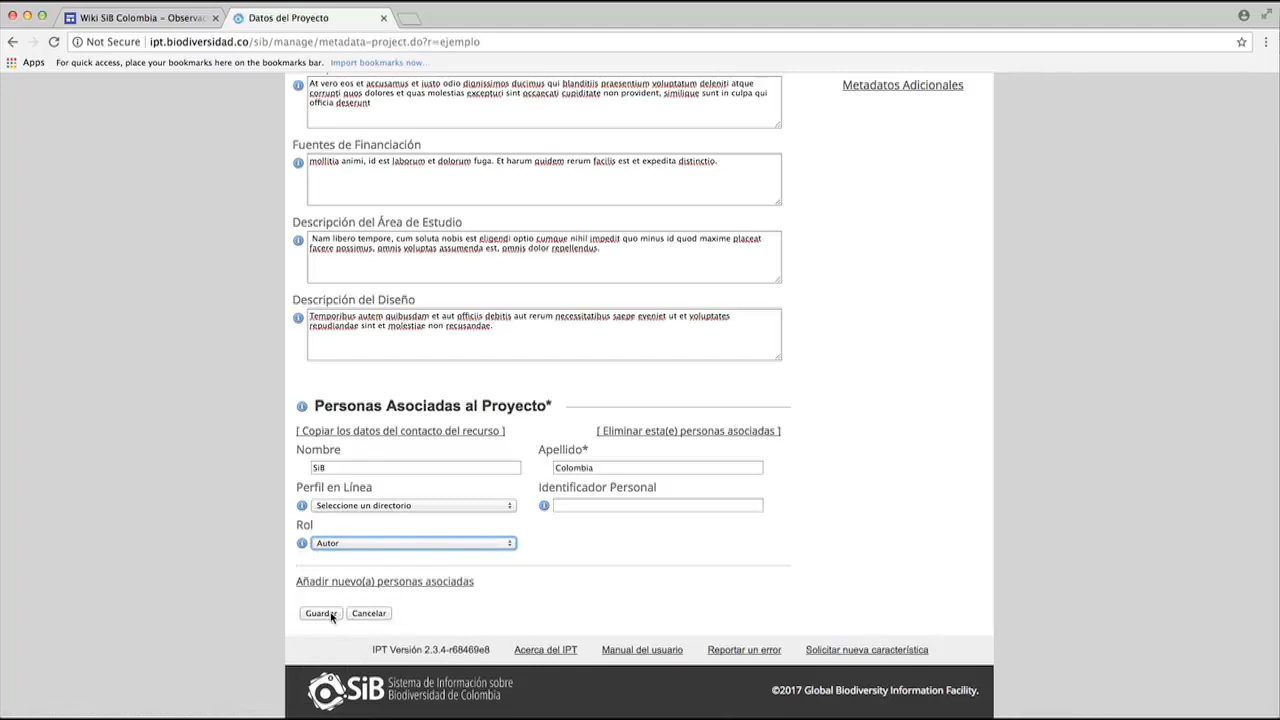 Wiki SiB Colombia – Observac
Datos del Proyecto
Not Secure
ipt.biodiversidad.co/sib/manage/metadata-project.do?r=ejemplo
Apps
For quick access, place your bookmarks here on the bookmarks bar.
Import bookmarks now...
At vero eos et accusamus et iusto odio dignissimos ducimus qui blanditiis praesentium voluptatum deleniti atque
corrupti quos dolores et quas molestias excepturi sint occaecati cupiditate non provident, similique sunt in culpa qui
officia deserunt
Metadatos Adicionales
Fuentes de Financiación
mollitia animi, id est laborum et dolorum fuga. Et harum quidem rerum facilis est et expedita distinctio.
Descripción del Área de Estudio
Nam libero tempore, cum soluta nobis est eligendi optio cumque nihil impedit quo minus id quod maxime placeat
facere possimus, omnis voluptas assumenda est, omnis dolor repellendus.
Descripción del Diseño
Temporibus autem quibusdam et aut officiis debitis aut rerum necessitatibus saepe eveniet ut et voluptates
repudiandae sint et molestiae non recusandae.
Personas Asociadas al Proyecto*
[ Copiar los datos del contacto del recurso ]
[ Eliminar esta(e) personas asociadas ]
Nombre
Apellido*
SiB
Colombia
Perfil en Línea
Identificador Personal
Seleccione un directorio
Rol
Autor
Añadir nuevo(a) personas asociadas
Guardar
Cancelar
IPT Versión 2.3.4-r68469e8
Acerca del IPT
Manual del usuario
Reportar un error
Solicitar nueva característica
SiB
Sistema de Información sobre
Biodiversidad de Colombia
©2017 Global Biodiversity Information Facility.